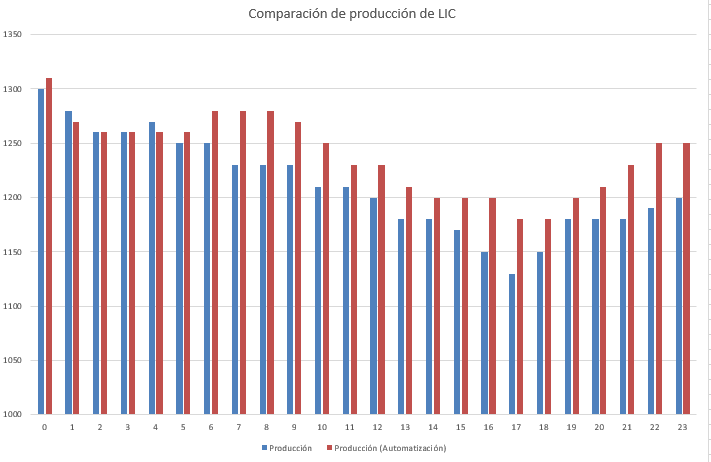 Comparación de producción de LIC
1350
1300
1250
1200
1150
1100
1050
1000
0 1 2 3 4 5 6 7 8 9 10 11 12 13 14 15 16 17 18 19 20 21 22 23
Producción Producción (Automatización)